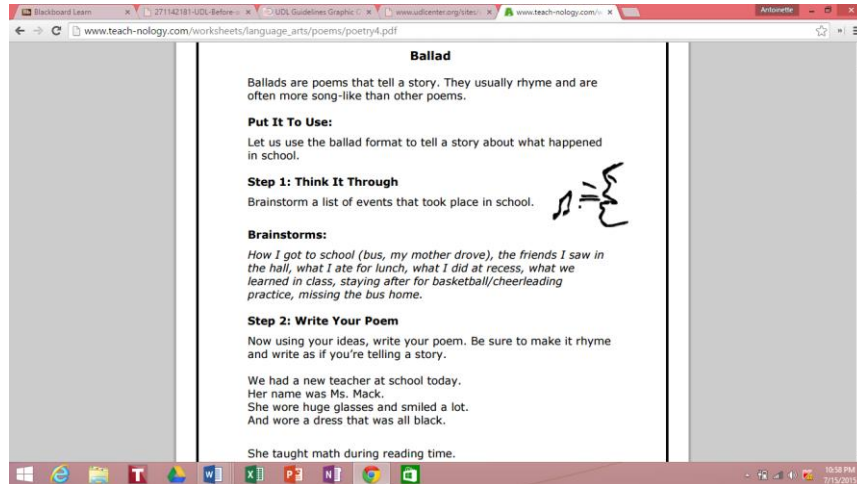 Blackboard Learn
271142181-UDL-Before-
UDL Guidelines Graphic O
www.udlcenter.org/sites/
www.teach-nology.com/
Antoinette
www.teach-nology.com/worksheets/language_arts/poems/poetry4.pdf
Ballad
Ballads are poems that tell a story. They usually rhyme and are
often more song-like than other poems.
Put It To Use:
Let us use the ballad format to tell a story about what happened
in school.
Step 1: Think It Through
Brainstorm a list of events that took place in school.
Brainstorms:
How I got to school (bus, my mother drove), the friends I saw in
the hall, what I ate for lunch, what I did at recess, what we
learned in class, staying after for basketball/cheerleading
practice, missing the bus home.
Step 2: Write Your Poem
Now using your ideas, write your poem. Be sure to make it rhyme
and write as if you're telling a story.
We had a new teacher at school today.
Her name was Ms. Mack.
She wore huge glasses and smiled a lot.
And wore a dress that was all black.
She taught math during reading time.
10:58 PM
7/15/2015